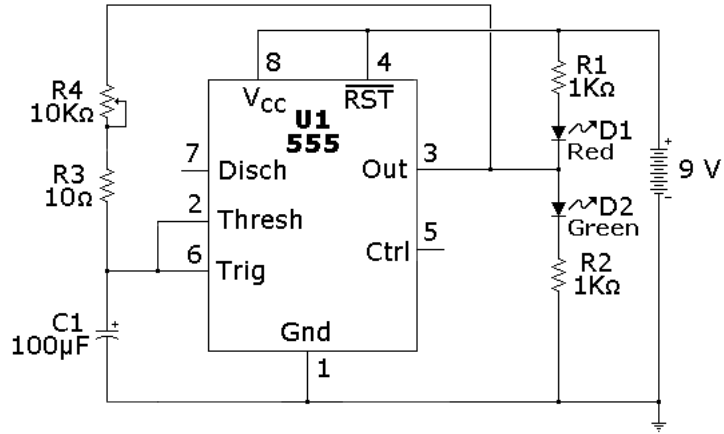 R4
10KΩ
R3
10Ω
C1
+
100µF
8
4
VCC
RST
U1
555
7
Disch
2
Thresh
6
Trig
Out
3
Ctrl
5
Gnd
1
R1
1KΩ
D1
Red
D2
Green
R2
1KΩ
+
9 V
-